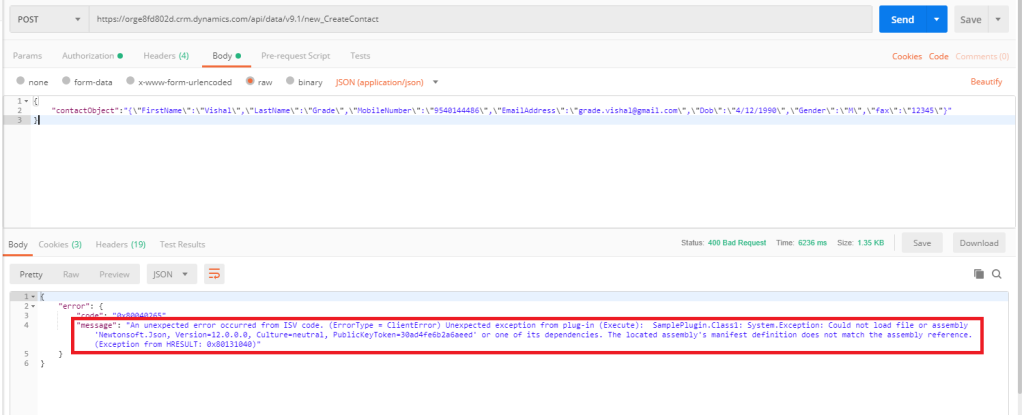 POST https://orge8fd802d.crm.dynamics.com/api/data/v9.1/new_CreateContact Send Save
Params Authorization Headers (4) Body Pre-request Script Tests Cookies Code Comments (0)
none form-data x-www-form-urlencoded raw binary JSON (application/json) Beautify
1 {
2 "contactObject":"{\"FirstName\":\"Vishal\",\"LastName\":\"Grade\",\"MobileNumber\":\"9540144486\",\"EmailAddress\":\"grade.vishal@gmail.com\",\"Dob\":\"4/12/1990\",\"Gender\":\"M\",\"fax\":\"12345\"}"
3 }
Body Cookies (3) Headers (19) Test Results Status: 400 Bad Request Time: 6236 ms Size: 1.35 KB Save Download
Pretty Raw Preview JSON
1 {
2 "error": {
3 "code": "0x80040265",
4 "message": "An unexpected error occurred from ISV code. (ErrorType = ClientError) Unexpected exception from plug-in (Execute): SamplePlugin.Class1: System.Exception: Could not load file or assembly
'Newtonsoft.Json, Version=12.0.0.0, Culture=neutral, PublicKeyToken=30ad4fe6b2a6aeed' or one of its dependencies. The located assembly's manifest definition does not match the assembly reference.
(Exception from HRESULT: 0x80131040)"
5 }
6 }